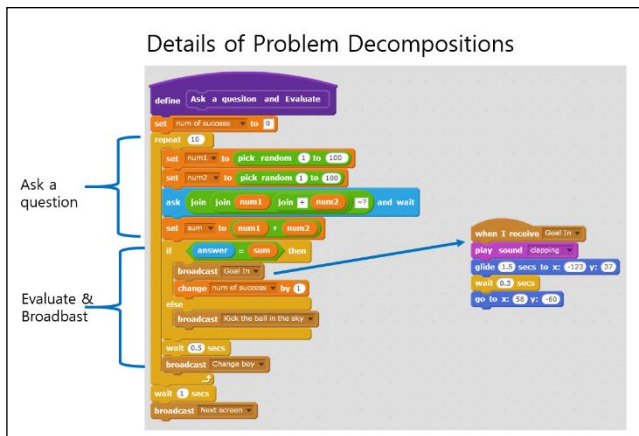 Details of Problem Decompositions
define Ask a quesiton and Evaluate
set num of success to 0
repeat 10
set num1 to pick random 1 to 100
set num2 to pick random 1 to 100
ask join join num1 join + num2 =? and wait
set sum to num1 + num2
if answer = sum then
broadcast Goal In
change num of success by 1
else
broadcast Kick the ball in the sky
wait 0.5 secs
broadcast Change boy
wait 1 secs
broadcast Next screen
Ask a
question
Evaluate &
Broadbast
when I receive Goal In
play sound clapping
glide 1.5 secs to x: -123 y: 37
wait 0.3 secs
go to x: 58 y: -60